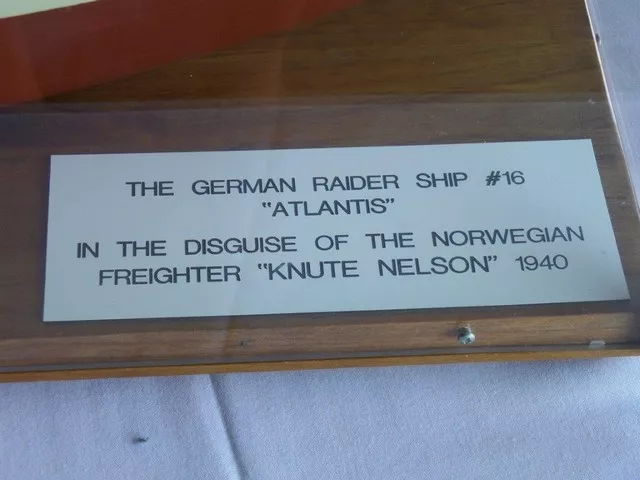 THE GERMAN RAIDER SHIP #16
"ATLANTIS"
IN THE DISGUISE OF THE NORWEGIAN
FREIGHTER "KNUTE NELSON" 1940